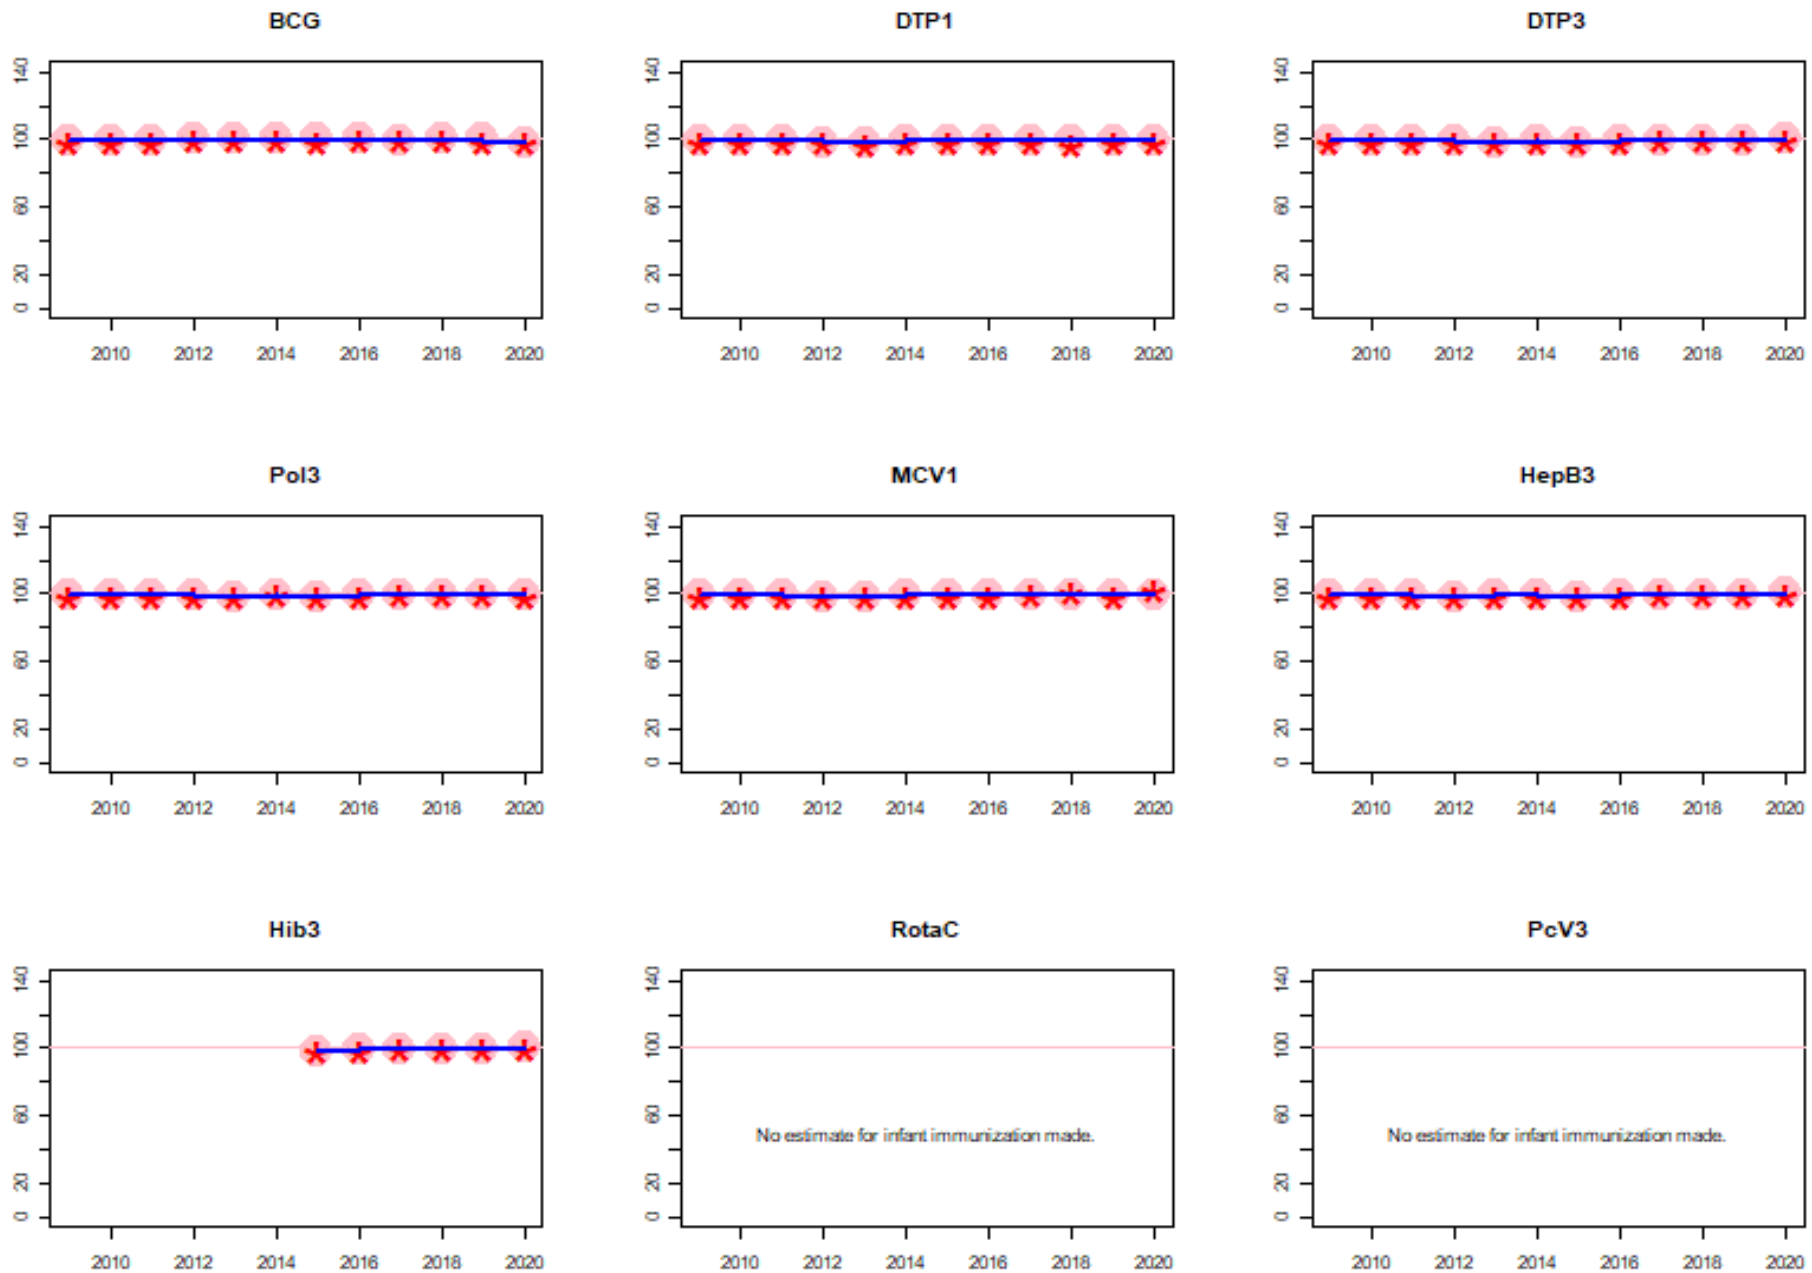 BCG DTP1 DTP3
140 140 140
100 100 100
60 60 60
20 20 20
0 0 0
2010 2012 2014 2016 2018 2020 2010 2012 2014 2016 2018 2020 2010 2012 2014 2016 2018 2020
Pol3 MCV1 HepB3
140 140 140
100 100 100
60 60 60
20 20 20
0 0 0
2010 2012 2014 2016 2018 2020 2010 2012 2014 2016 2018 2020 2010 2012 2014 2016 2018 2020
Hib3 RotaC PcV3
140 140 140
100 100 100
60 60 60
No estimate for infant immunization made. No estimate for infant immunization made.
20 20 20
0 0 0
2010 2012 2014 2016 2018 2020 2010 2012 2014 2016 2018 2020 2010 2012 2014 2016 2018 2020